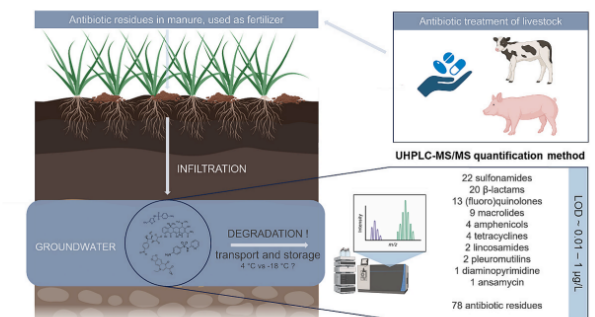 Antibiotic residues in manure, used as fertilizer
Antibiotic treatment of livestock
INFILTRATION
UHPLC-MS/MS quantification method
GROUNDWATER
DEGRADATION !
transport and storage
4 °C vs -18 °C ?
Intensity
m/z
22 sulfonamides
20 β-lactams
13 (fluoro)quinolones
9 macrolides
4 amphenicols
4 tetracyclines
2 lincosamides
2 pleuromutilins
1 diaminopyrimidine
1 ansamycin
78 antibiotic residues
LOD ~ 0.01 – 1 µg/L